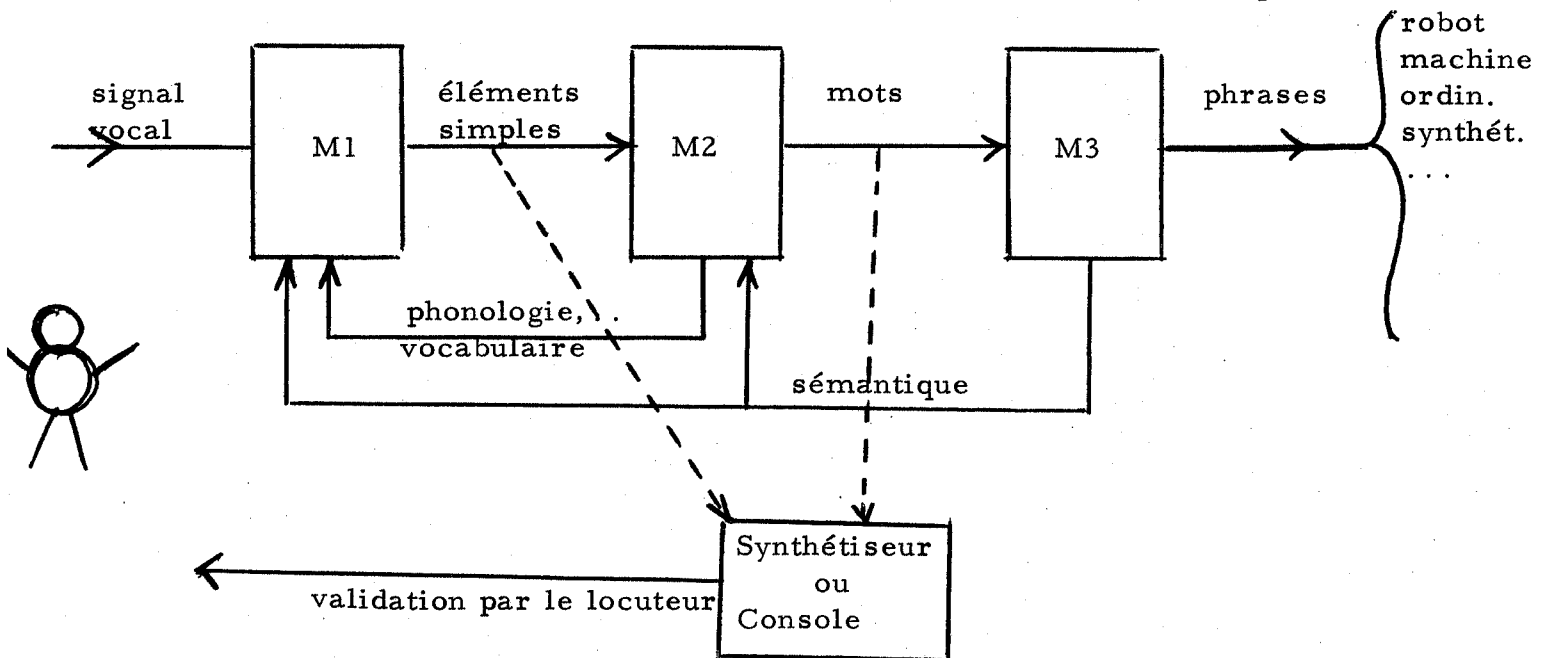 signal
vocal
M1
éléments
simples
M2
mots
M3
phrases
robot
machine
ordin.
synthét.
...
phonologie, . .
vocabulaire
sémantique
Synthétiseur
ou
Console
validation par le locuteur